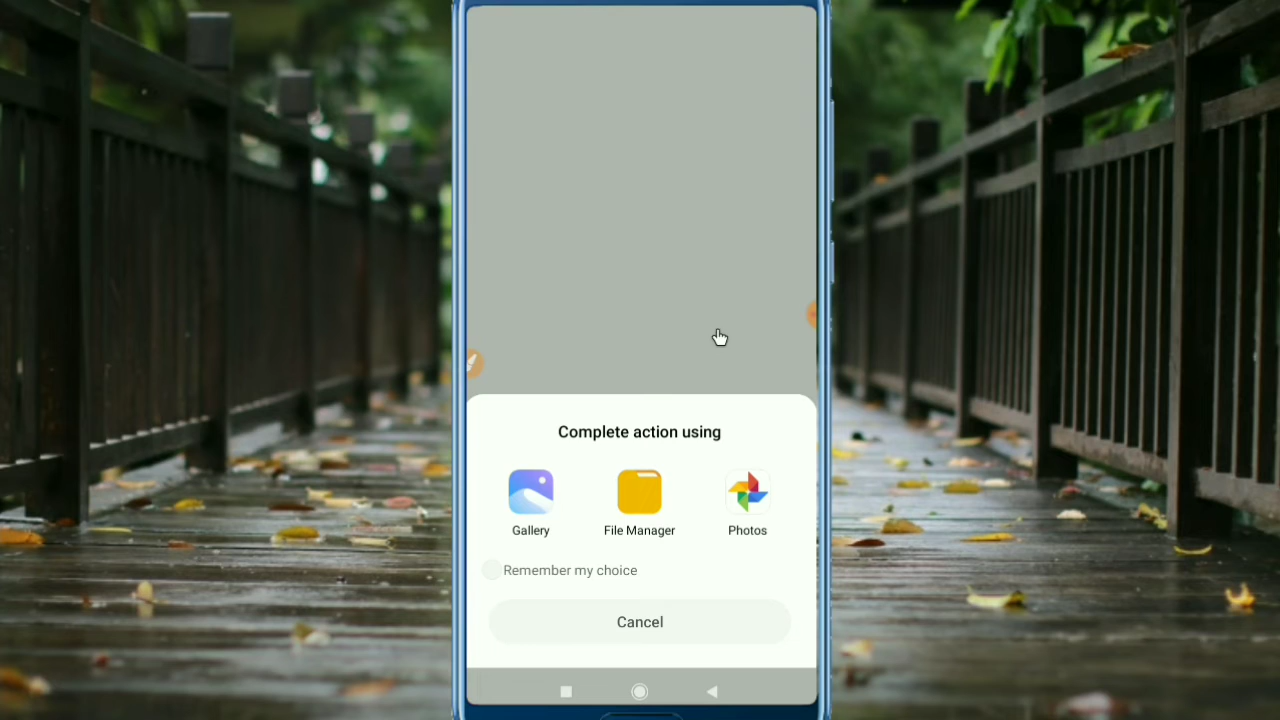 Complete action using
Gallery
File Manager
Photos
Remember my choice
Cancel